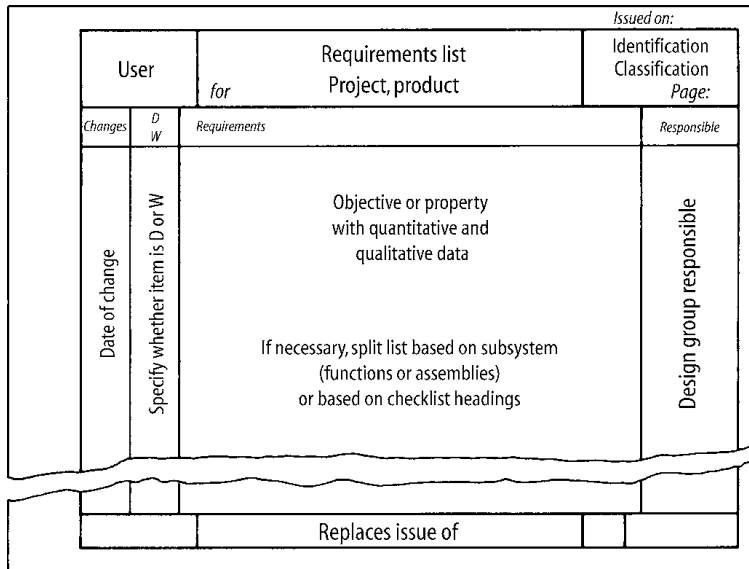 Issued on:
User
for
Requirements list
Project, product
Identification
Classification
Page:
Changes
D
W
Requirements
Responsible
Date of change
Specify whether item is D or W
Objective or property
with quantitative and
qualitative data
If necessary, split list based on subsystem
(functions or assemblies)
or based on checklist headings
Design group responsible
Replaces issue of